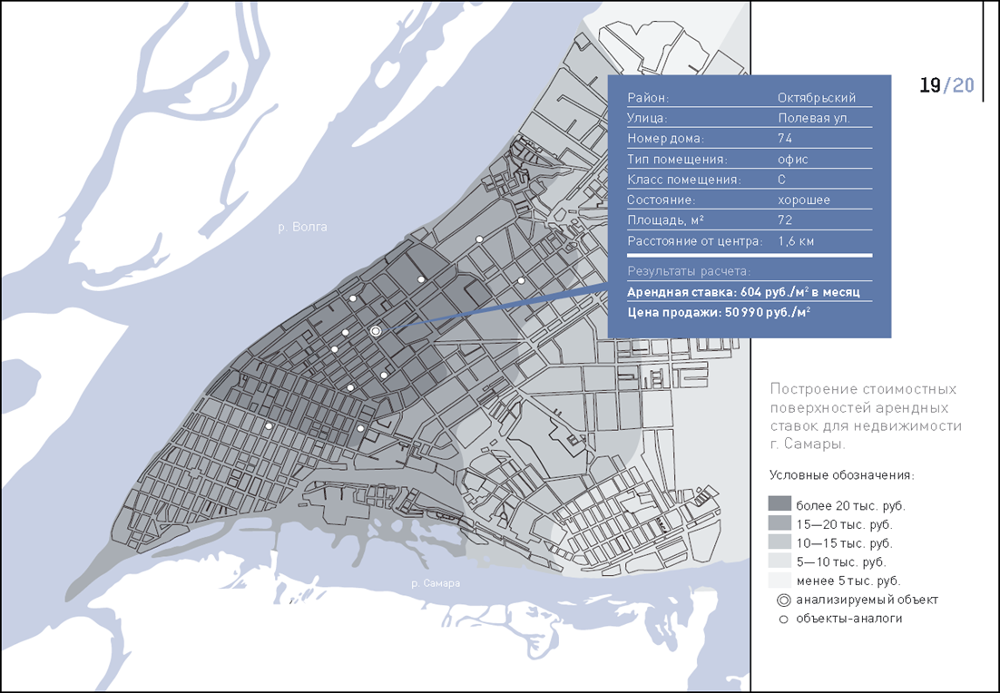 19/20
Район: Октябрьский
Улица: Полевая ул.
Номер дома: 74
Тип помещения: офис
Класс помещения: С
Состояние: хорошее
Площадь, м² 72
Расстояние от центра: 1,6 км
Результаты расчета:
Арендная ставка: 604 руб./м² в месяц
Цена продажи: 50 990 руб./м²
р. Волга
р. Самара
Построение стоимостных
поверхностей арендных
ставок для недвижимости
г. Самары.
Условные обозначения:
более 20 тыс. руб.
15—20 тыс. руб.
10—15 тыс. руб.
5—10 тыс. руб.
менее 5 тыс. руб.
анализируемый объект
объекты-аналоги